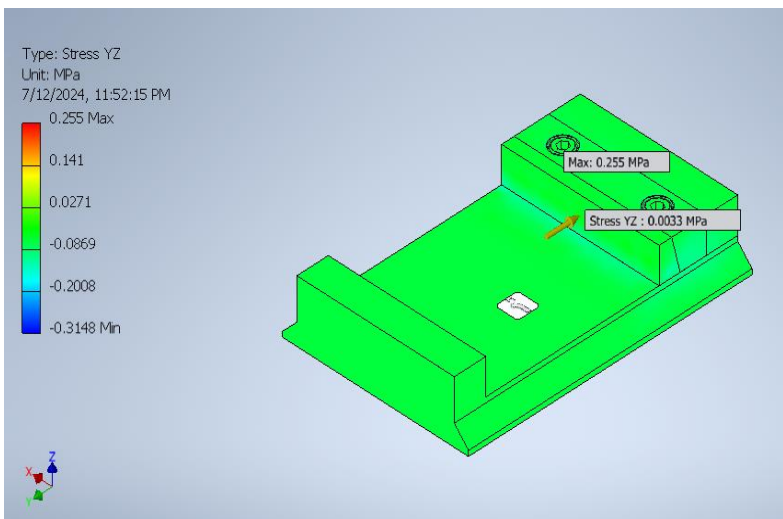 Type: Stress YZ
Unit: MPa
7/12/2024, 11:52:15 PM
0.255 Max
0.141
0.0271
-0.0869
-0.2008
-0.3148 Min
Max: 0.255 MPa
Stress YZ : 0.0033 MPa
Z
X
Y